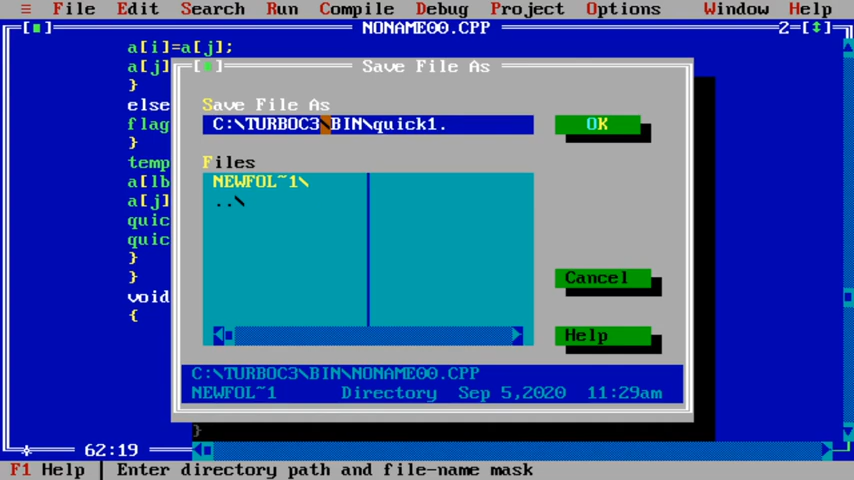 ≡ File Edit Search Run Compile Debug Project Options Window Help
[■] NONAME00.CPP 2=[↕]
a[i]=a[j];
a[j]
}
else
flag
}
temp
a[lb
a[j]
quic
quic
}
}
void
{
}
Save File As
Save File As
C:\TURBOC3\BIN\quick1.
OK
Files
NEWFOL~1\
..\
Cancel
Help
C:\TURBOC3\BIN\NONAME00.CPP
NEWFOL~1 Directory Sep 5,2020 11:29am
62:19
F1 Help | Enter directory path and file-name mask